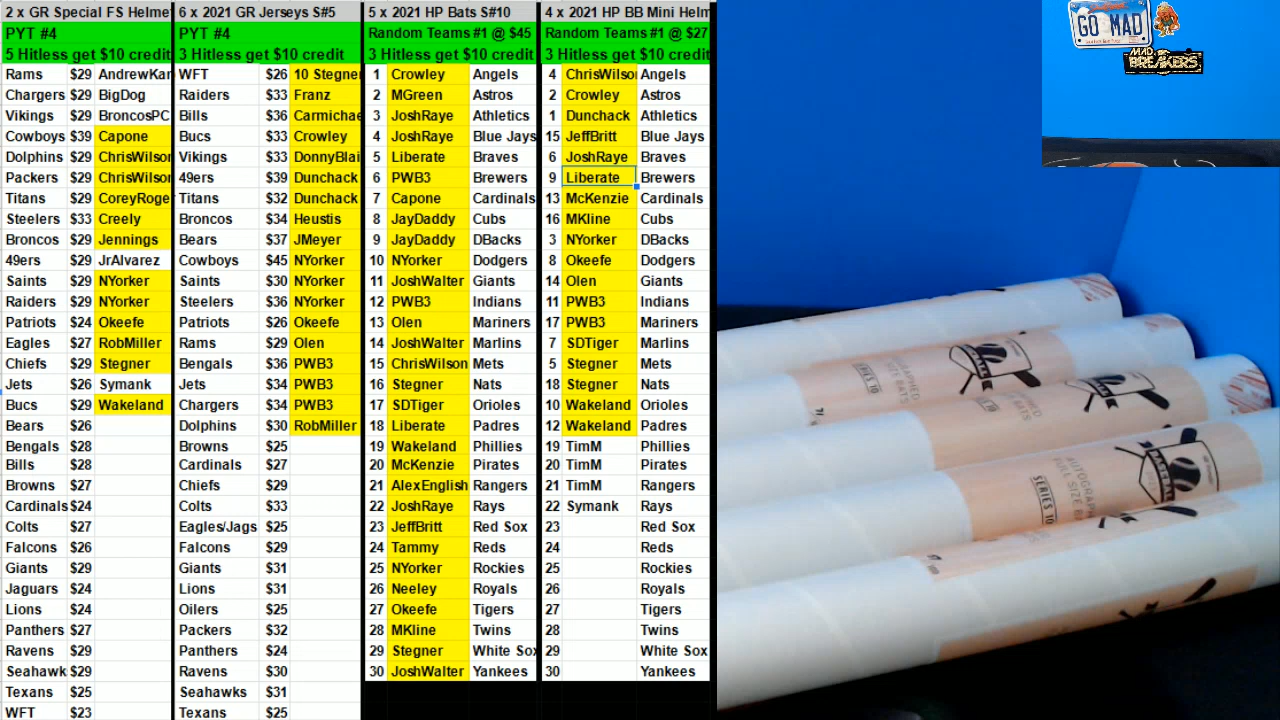 2 x GR Special FS Helmet
PYT #4
5 Hitless get $10 credit
Rams $29 AndrewKar
Chargers $29 BigDog
Vikings $29 BroncosPC
Cowboys $39 Capone
Dolphins $29 ChrisWilson
Packers $29 ChrisWilson
Titans $29 CoreyRoge
Steelers $33 Creely
Broncos $29 Jennings
49ers $29 JrAlvarez
Saints $29 NYorker
Raiders $29 NYorker
Patriots $24 Okeefe
Eagles $27 RobMiller
Chiefs $29 Stegner
Jets $26 Symank
Bucs $29 Wakeland
Bears $26
Bengals $28
Bills $28
Browns $27
Cardinals $24
Colts $27
Falcons $26
Giants $29
Jaguars $24
Lions $24
Panthers $27
Ravens $29
Seahawk $29
Texans $25
WFT $23
6 x 2021 GR Jerseys S#5
PYT #4
3 Hitless get $10 credit
WFT $26 10 Stegner
Raiders $33 Franz
Bills $36 Carmichae
Bucs $33 Crowley
Vikings $33 DonnyBlai
49ers $39 Dunchack
Titans $32 Dunchack
Broncos $34 Heustis
Bears $37 JMeyer
Cowboys $45 NYorker
Saints $30 NYorker
Steelers $36 NYorker
Patriots $26 Okeefe
Rams $29 Olen
Bengals $36 PWB3
Jets $34 PWB3
Chargers $34 PWB3
Dolphins $30 RobMiller
Browns $25
Cardinals $27
Chiefs $29
Colts $33
Eagles/Jags $25
Falcons $29
Giants $31
Lions $31
Oilers $25
Packers $32
Panthers $24
Ravens $30
Seahawks $31
Texans $25
5 x 2021 HP Bats S#10
Random Teams #1 @ $45
3 Hitless get $10 credit
1 Crowley Angels
2 MGreen Astros
3 JoshRaye Athletics
4 JoshRaye Blue Jays
5 Liberate Braves
6 PWB3 Brewers
7 Capone Cardinals
8 JayDaddy Cubs
9 JayDaddy DBacks
10 NYorker Dodgers
11 JoshWalter Giants
12 PWB3 Indians
13 Olen Mariners
14 JoshWalter Marlins
15 ChrisWilson Mets
16 Stegner Nats
17 SDTiger Orioles
18 Liberate Padres
19 Wakeland Phillies
20 McKenzie Pirates
21 AlexEnglish Rangers
22 JoshRaye Rays
23 JeffBritt Red Sox
24 Tammy Reds
25 NYorker Rockies
26 Neeley Royals
27 Okeefe Tigers
28 MKline Twins
29 Stegner White Sox
30 JoshWalter Yankees
4 x 2021 HP BB Mini Helm
Random Teams #1 @ $27
3 Hitless get $10 credit
4 ChrisWilson Angels
2 Crowley Astros
1 Dunchack Athletics
15 JeffBritt Blue Jays
6 JoshRaye Braves
9 Liberate Brewers
13 McKenzie Cardinals
16 MKline Cubs
3 NYorker DBacks
8 Okeefe Dodgers
14 Olen Giants
11 PWB3 Indians
17 PWB3 Mariners
7 SDTiger Marlins
5 Stegner Mets
18 Stegner Nats
10 Wakeland Orioles
12 Wakeland Padres
19 TimM Phillies
20 TimM Pirates
21 TimM Rangers
22 Symank Rays
23 Red Sox
24 Reds
25 Rockies
26 Royals
27 Tigers
28 Twins
29 White Sox
30 Yankees
GO MAD
MAD
BREAKERS
AUTOGRAPHED
FULL SIZE
SERIES 10